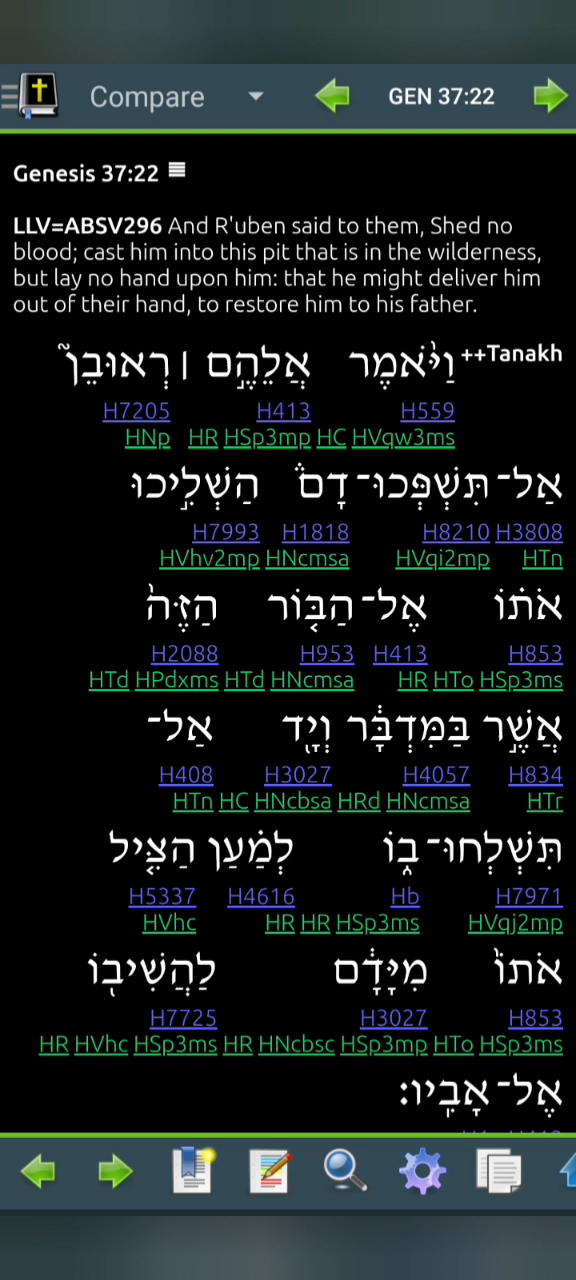 Compare
GEN 37:22
Genesis 37:22
LLV=ABSV296 And R'uben said to them, Shed no
blood; cast him into this pit that is in the wilderness,
but lay no hand upon him: that he might deliver him
out of their hand, to restore him to his father.
++Tanakh וַיֹּ֨אמֶר אֲלֵהֶ֣ם ׀ רְאוּבֵן֮
H7205 H413 H559
HNp HR HSp3mp HC HVqw3ms
אַל־תִּשְׁפְּכוּ־דָם֒ הַשְׁלִ֣יכוּ
H7993 H1818 H8210 H3808
HVhv2mp HNcmsa HVqi2mp HTn
אֹת֗וֹ אֶל־הַבּ֤וֹר הַזֶּה֙
H2088 H953 H413 H853
HTd HPdxms HTd HNcmsa HR HTo HSp3ms
אֲשֶׁ֣ר בַּמִּדְבָּ֔ר וְיָ֖ד אַל־
H408 H3027 H4057 H834
HTn HC HNcbsa HRd HNcmsa HTr
תִּשְׁלְחוּ־ב֑וֹ לְמַ֗עַן הַצִּ֤יל
H5337 H4616 Hb H7971
HVhc HR HR HSp3ms HVqj2mp
אֹתוֹ֙ מִיָּדָ֔ם לַהֲשִׁיב֖וֹ
H7725 H3027 H853
HR HVhc HSp3ms HR HNcbsc HSp3mp HTo HSp3ms
אֶל־אָבִֽיו׃